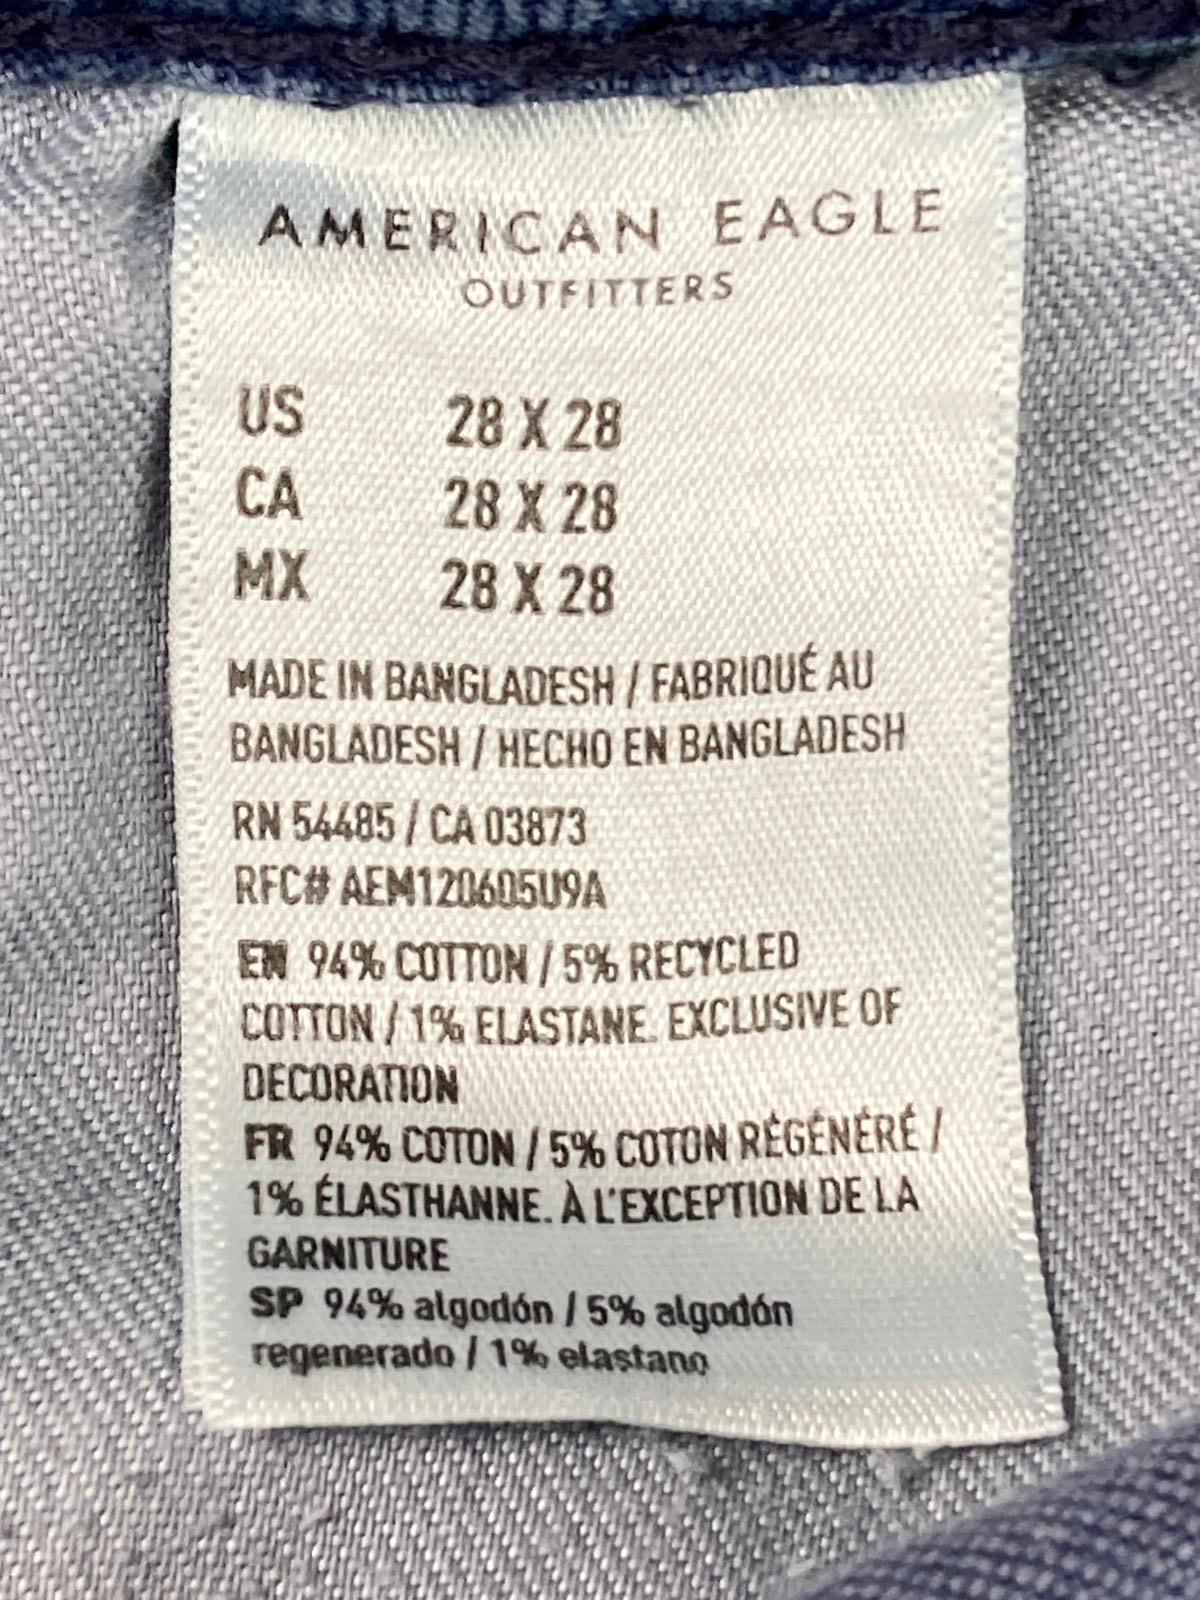 AMERICAN EAGLE
OUTFITTERS
US 28 X 28
CA 28 X 28
MX 28 X 28
MADE IN BANGLADESH / FABRIQUÉ AU
BANGLADESH / HECHO EN BANGLADESH
RN 54485 / CA 03873
RFC# AEM120605U9A
EN 94% COTTON / 5% RECYCLED
COTTON / 1% ELASTANE. EXCLUSIVE OF
DECORATION
FR 94% COTON / 5% COTON RÉGÉNÉRÉ /
1% ÉLASTHANNE. À L'EXCEPTION DE LA
GARNITURE
SP 94% algodón / 5% algodón
regenerado / 1% elastano